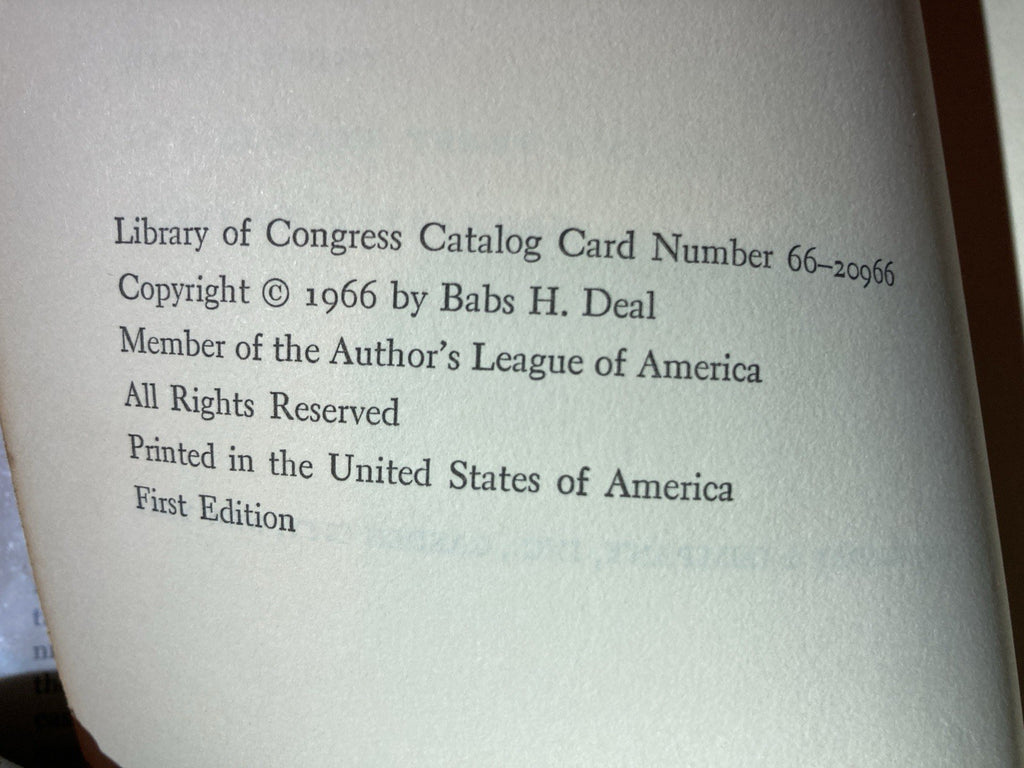 Library of Congress Catalog Card Number 66–20966
Copyright © 1966 by Babs H. Deal
Member of the Author's League of America
All Rights Reserved
Printed in the United States of America
First Edition